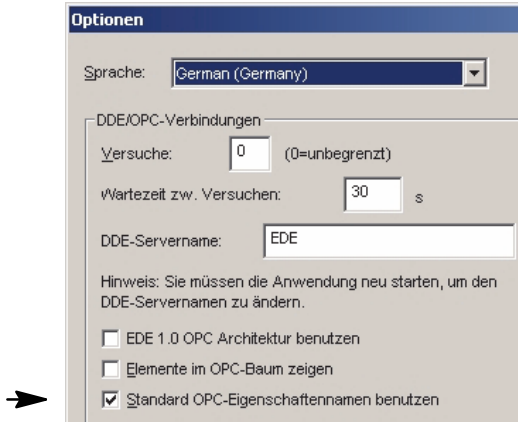 Optionen
Sprache: German (Germany)
DDE/OPC-Verbindungen
Versuche: 0 (0=unbegrenzt)
Wartezeit zw. Versuchen: 30 s
DDE-Servername: EDE
Hinweis: Sie müssen die Anwendung neu starten, um den
DDE-Servernamen zu ändern.
EDE 1.0 OPC Architektur benutzen
Elemente im OPC-Baum zeigen
Standard OPC-Eigenschaftennamen benutzen